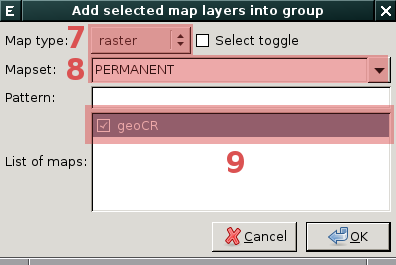 E Add selected map layers into group
Map type: 7 raster Select toggle
Mapset: 8 PERMANENT
Pattern:
geoCR
List of maps: 9
Cancel OK